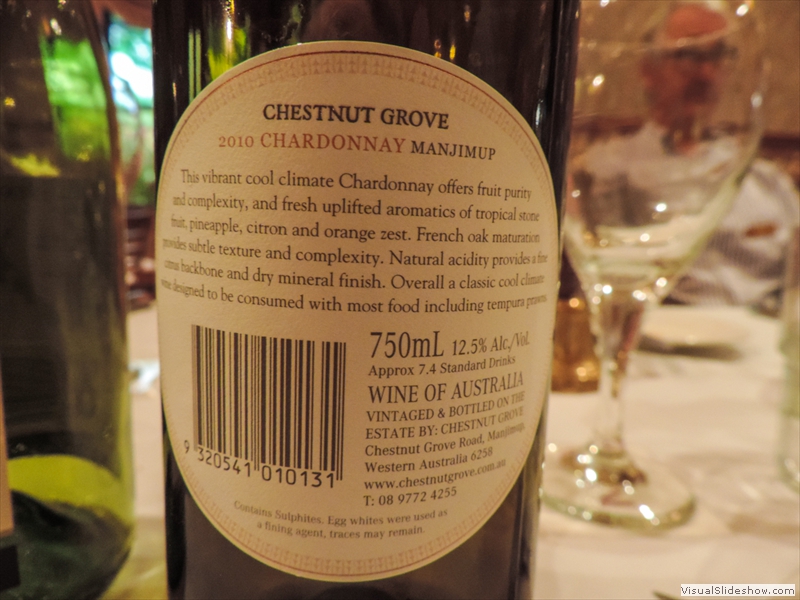 CHESTNUT GROVE
2010 CHARDONNAY MANJIMUP
This vibrant cool climate Chardonnay offers fruit purity
and complexity, and fresh uplifted aromatics of tropical stone
fruit, pineapple, citron and orange zest. French oak maturation
provides subtle texture and complexity. Natural acidity provides a fine
citrus backbone and dry mineral finish. Overall a classic cool climate
wine designed to be consumed with most food including tempura prawns.
750mL 12.5% Alc./Vol.
Approx 7.4 Standard Drinks
WINE OF AUSTRALIA
VINTAGED & BOTTLED ON THE
ESTATE BY: CHESTNUT GROVE
Chestnut Grove Road, Manjimup,
Western Australia 6258
www.chestnutgrove.com.au
T: 08 9772 4255
9 320541 010131
Contains Sulphites. Egg whites were used as
a fining agent, traces may remain.
VisualSlideshow.com